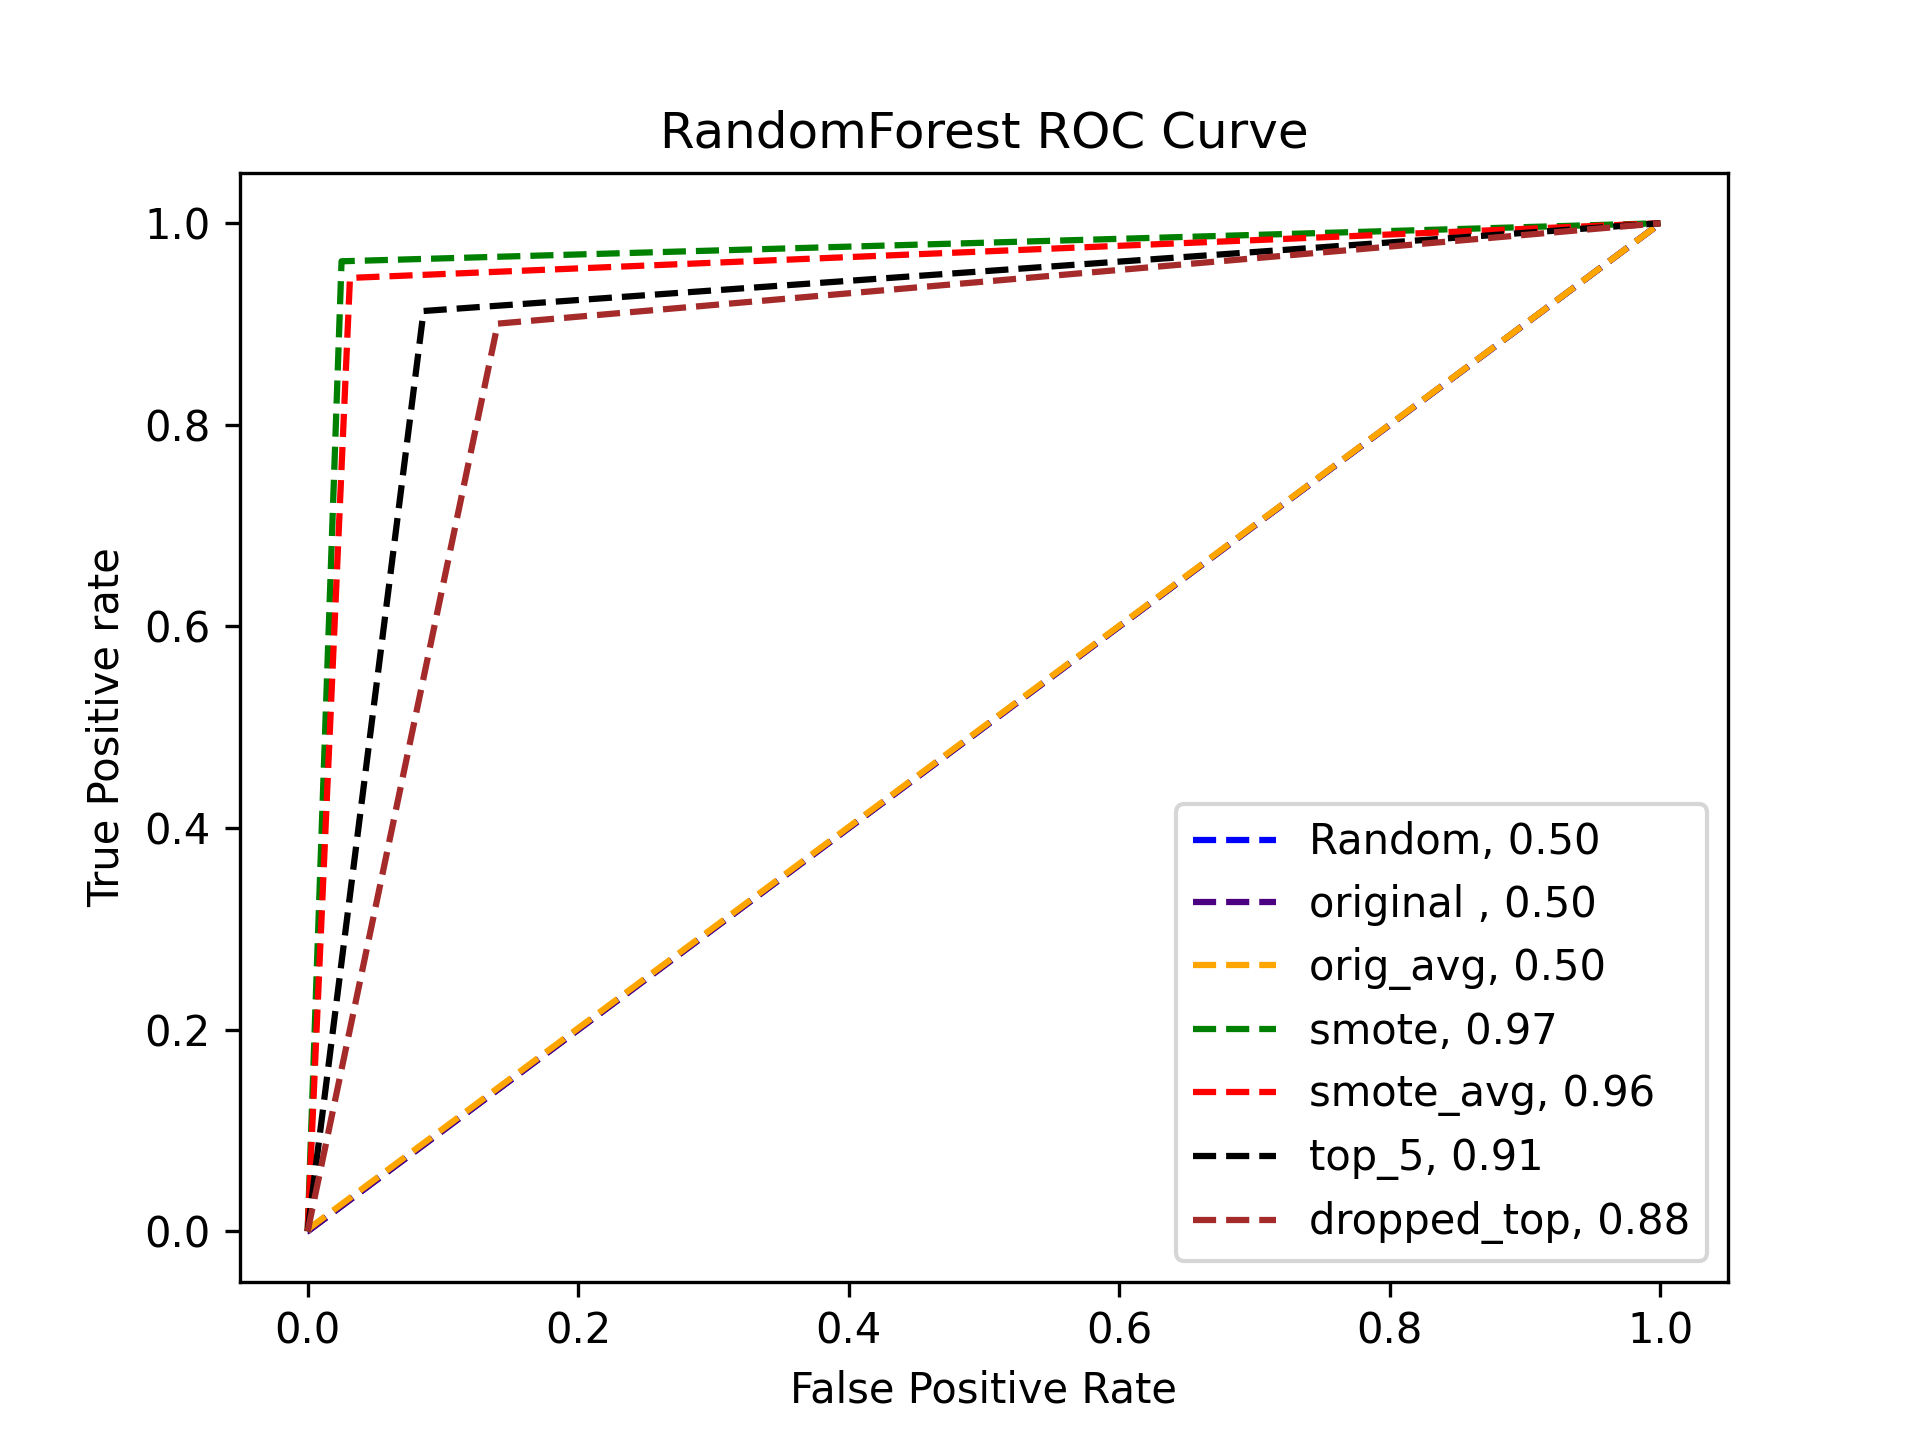 RandomForest ROC Curve
True Positive rate
1.0
0.8
0.6
0.4
0.2
0.0
Random, 0.50
original , 0.50
orig_avg, 0.50
smote, 0.97
smote_avg, 0.96
top_5, 0.91
dropped_top, 0.88
0.0 0.2 0.4 0.6 0.8 1.0
False Positive Rate